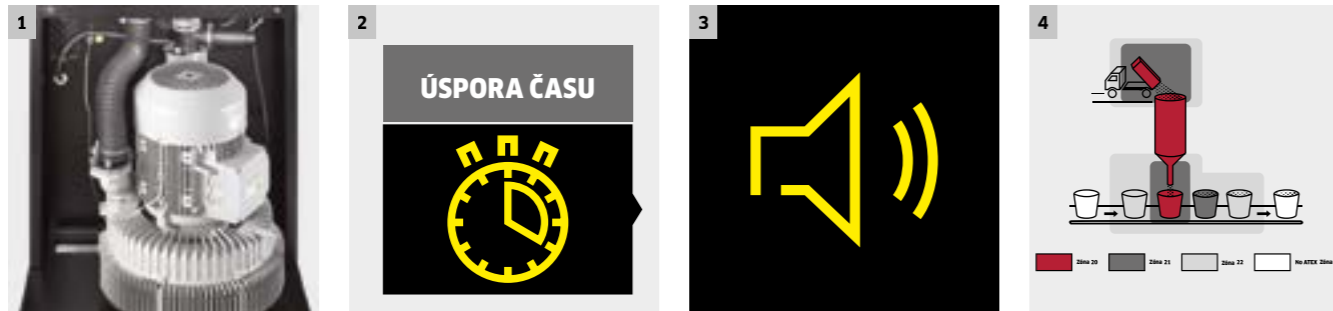 1
2
ÚSPORA ČASU
3
4
Zóna 20
Zóna 21
Zóna 22
No ATEX Zóna